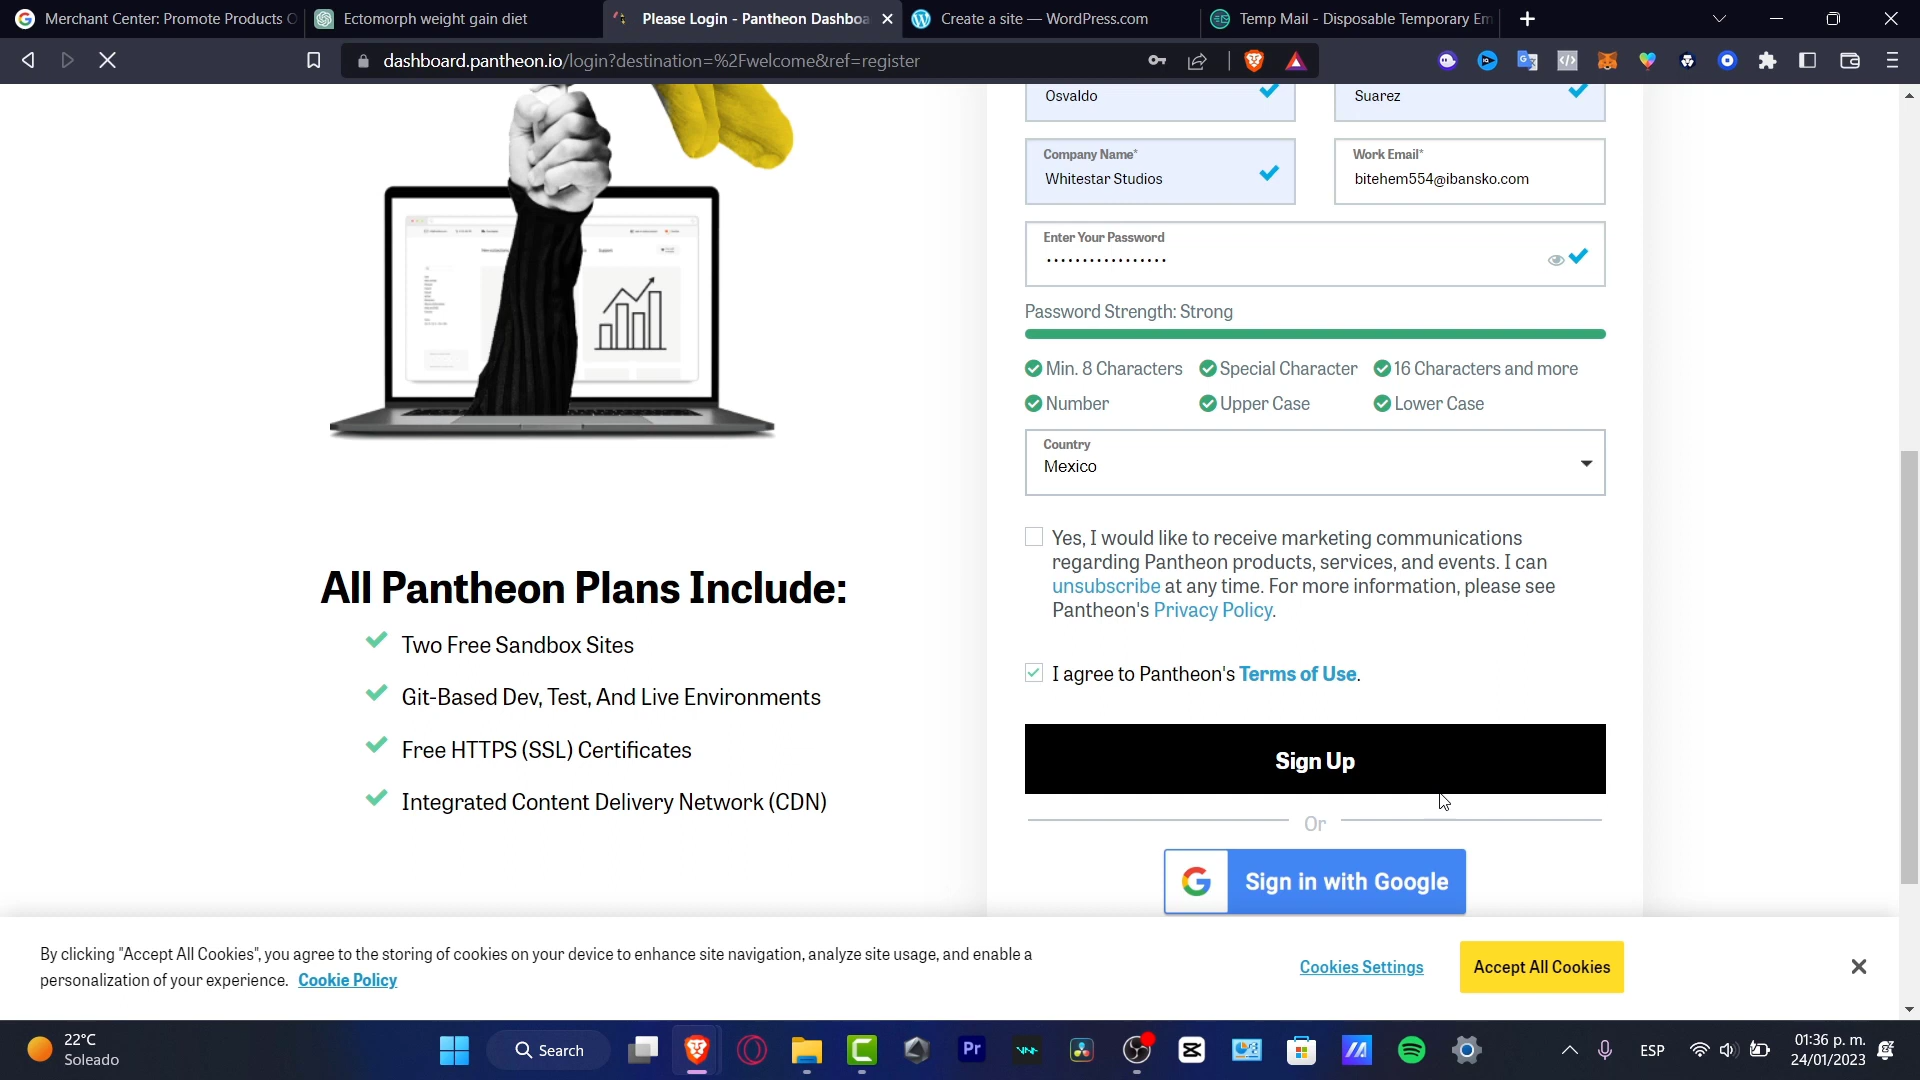 Merchant Center: Promote Products O
Ectomorph weight gain diet
Please Login - Pantheon Dashboa
Create a site — WordPress.com
Temp Mail - Disposable Temporary Em
dashboard.pantheon.io/login?destination=%2Fwelcome&ref=register
Osvaldo
Suarez
Company Name*
Whitestar Studios
Work Email*
bitehem554@ibansko.com
Enter Your Password
Password Strength: Strong
Min. 8 Characters
Special Character
16 Characters and more
Number
Upper Case
Lower Case
Country
Mexico
Yes, I would like to receive marketing communications
regarding Pantheon products, services, and events. I can
unsubscribe at any time. For more information, please see
Pantheon's Privacy Policy.
I agree to Pantheon's Terms of Use.
Sign Up
Or
Sign in with Google
All Pantheon Plans Include:
Two Free Sandbox Sites
Git-Based Dev, Test, And Live Environments
Free HTTPS (SSL) Certificates
Integrated Content Delivery Network (CDN)
By clicking "Accept All Cookies", you agree to the storing of cookies on your device to enhance site navigation, analyze site usage, and enable a
personalization of your experience. Cookie Policy
Cookies Settings
Accept All Cookies
22°C
Soleado
Search
Pr
ESP
01:36 p. m.
24/01/2023